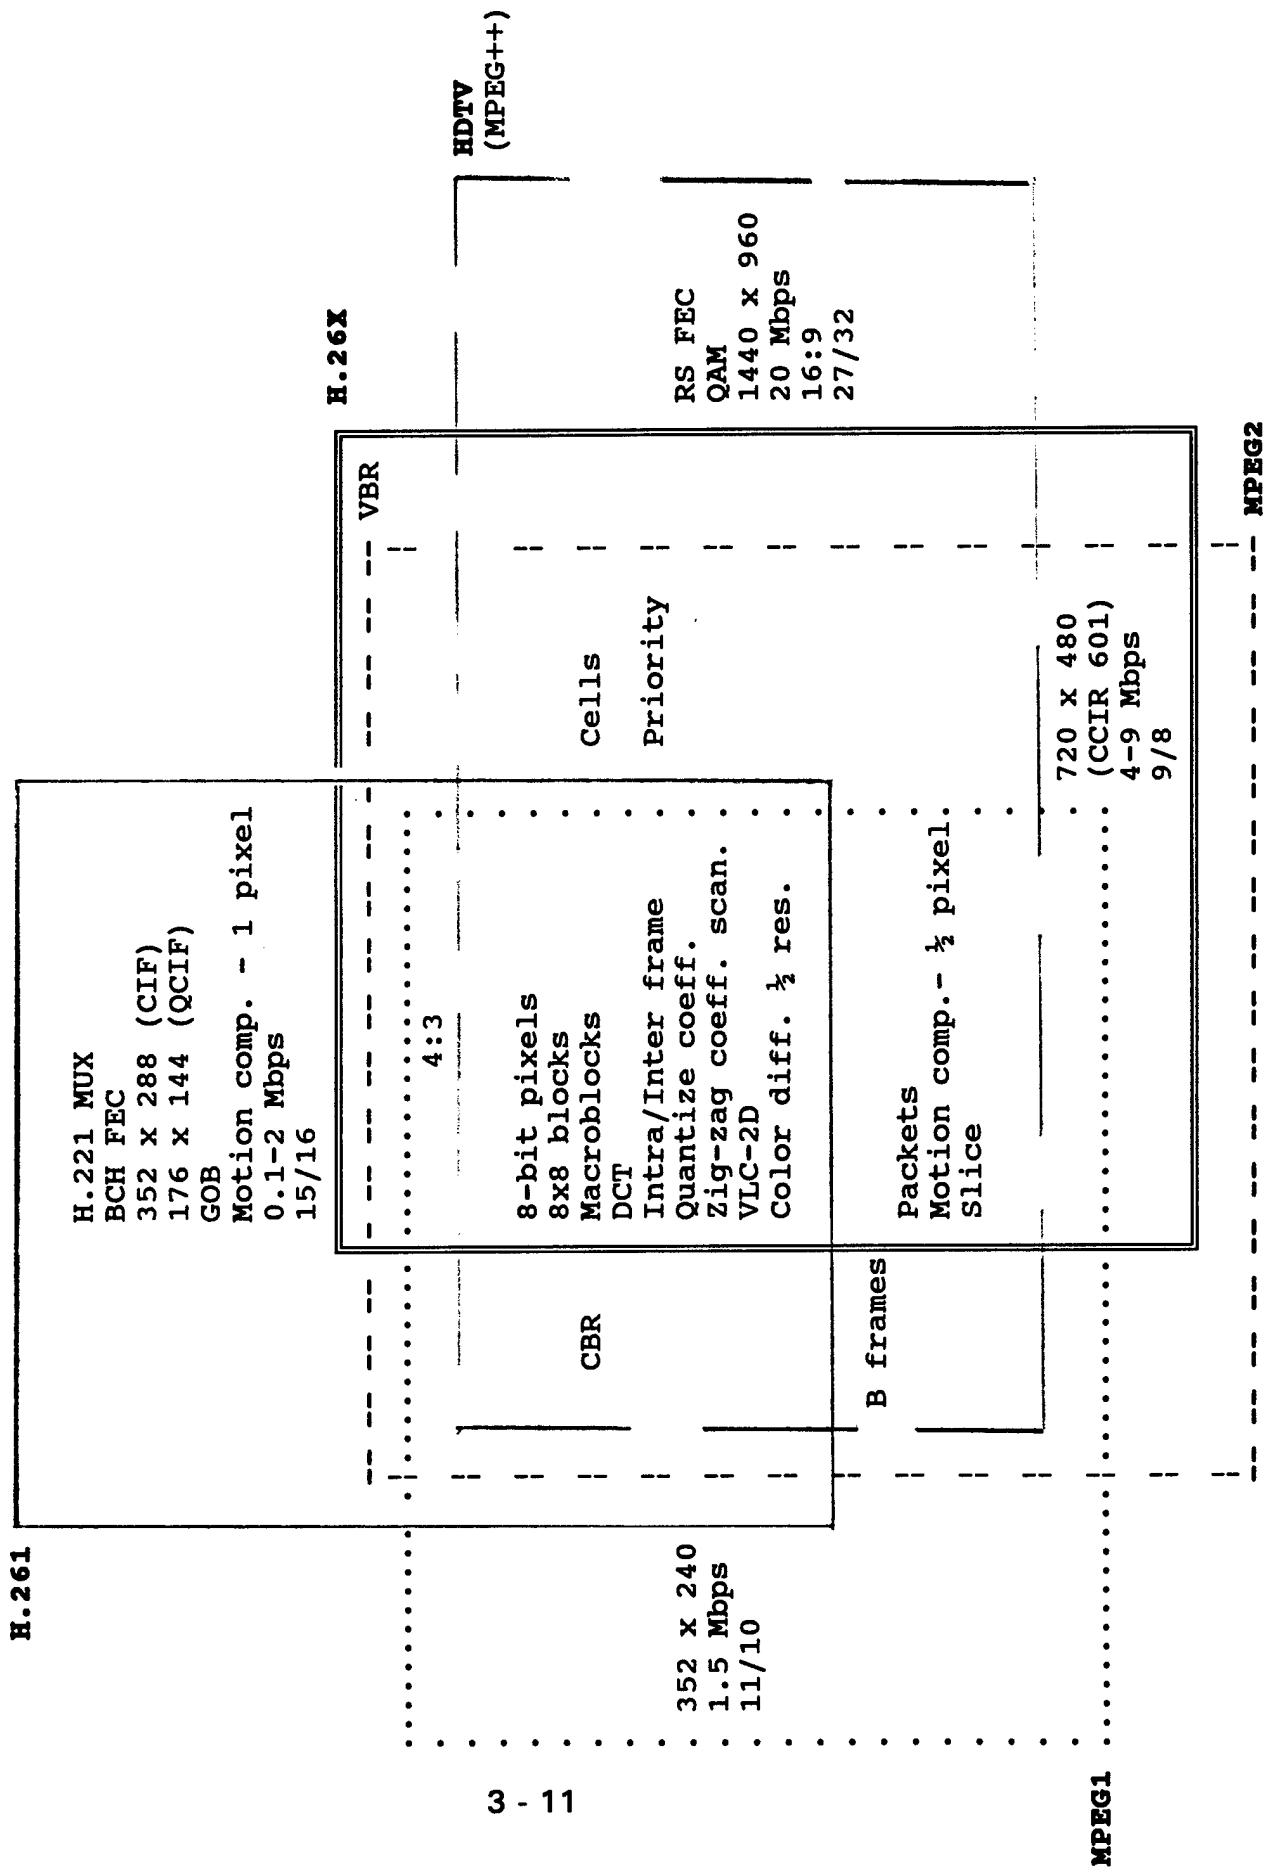 H.261
H.221 MUX
BCH FEC
352 x 288 (CIF)
176 x 144 (QCIF)
GOB
Motion comp. - 1 pixel
0.1-2 Mbps
15/16
H.26X
VBR
4:3
HDTV
(MPEG++)
8-bit pixels
8x8 blocks
Macroblocks
DCT
Intra/Inter frame
Quantize coeff.
Zig-zag coeff. scan.
VLC-2D
Color diff. ½ res.
CBR
Cells
Priority
352 x 240
1.5 Mbps
11/10
RS FEC
QAM
1440 x 960
20 Mbps
16:9
27/32
B frames
Packets
Motion comp.- ½ pixel
Slice
720 x 480
(CCIR 601)
4-9 Mbps
9/8
MPEG1
MPEG2
3 - 11